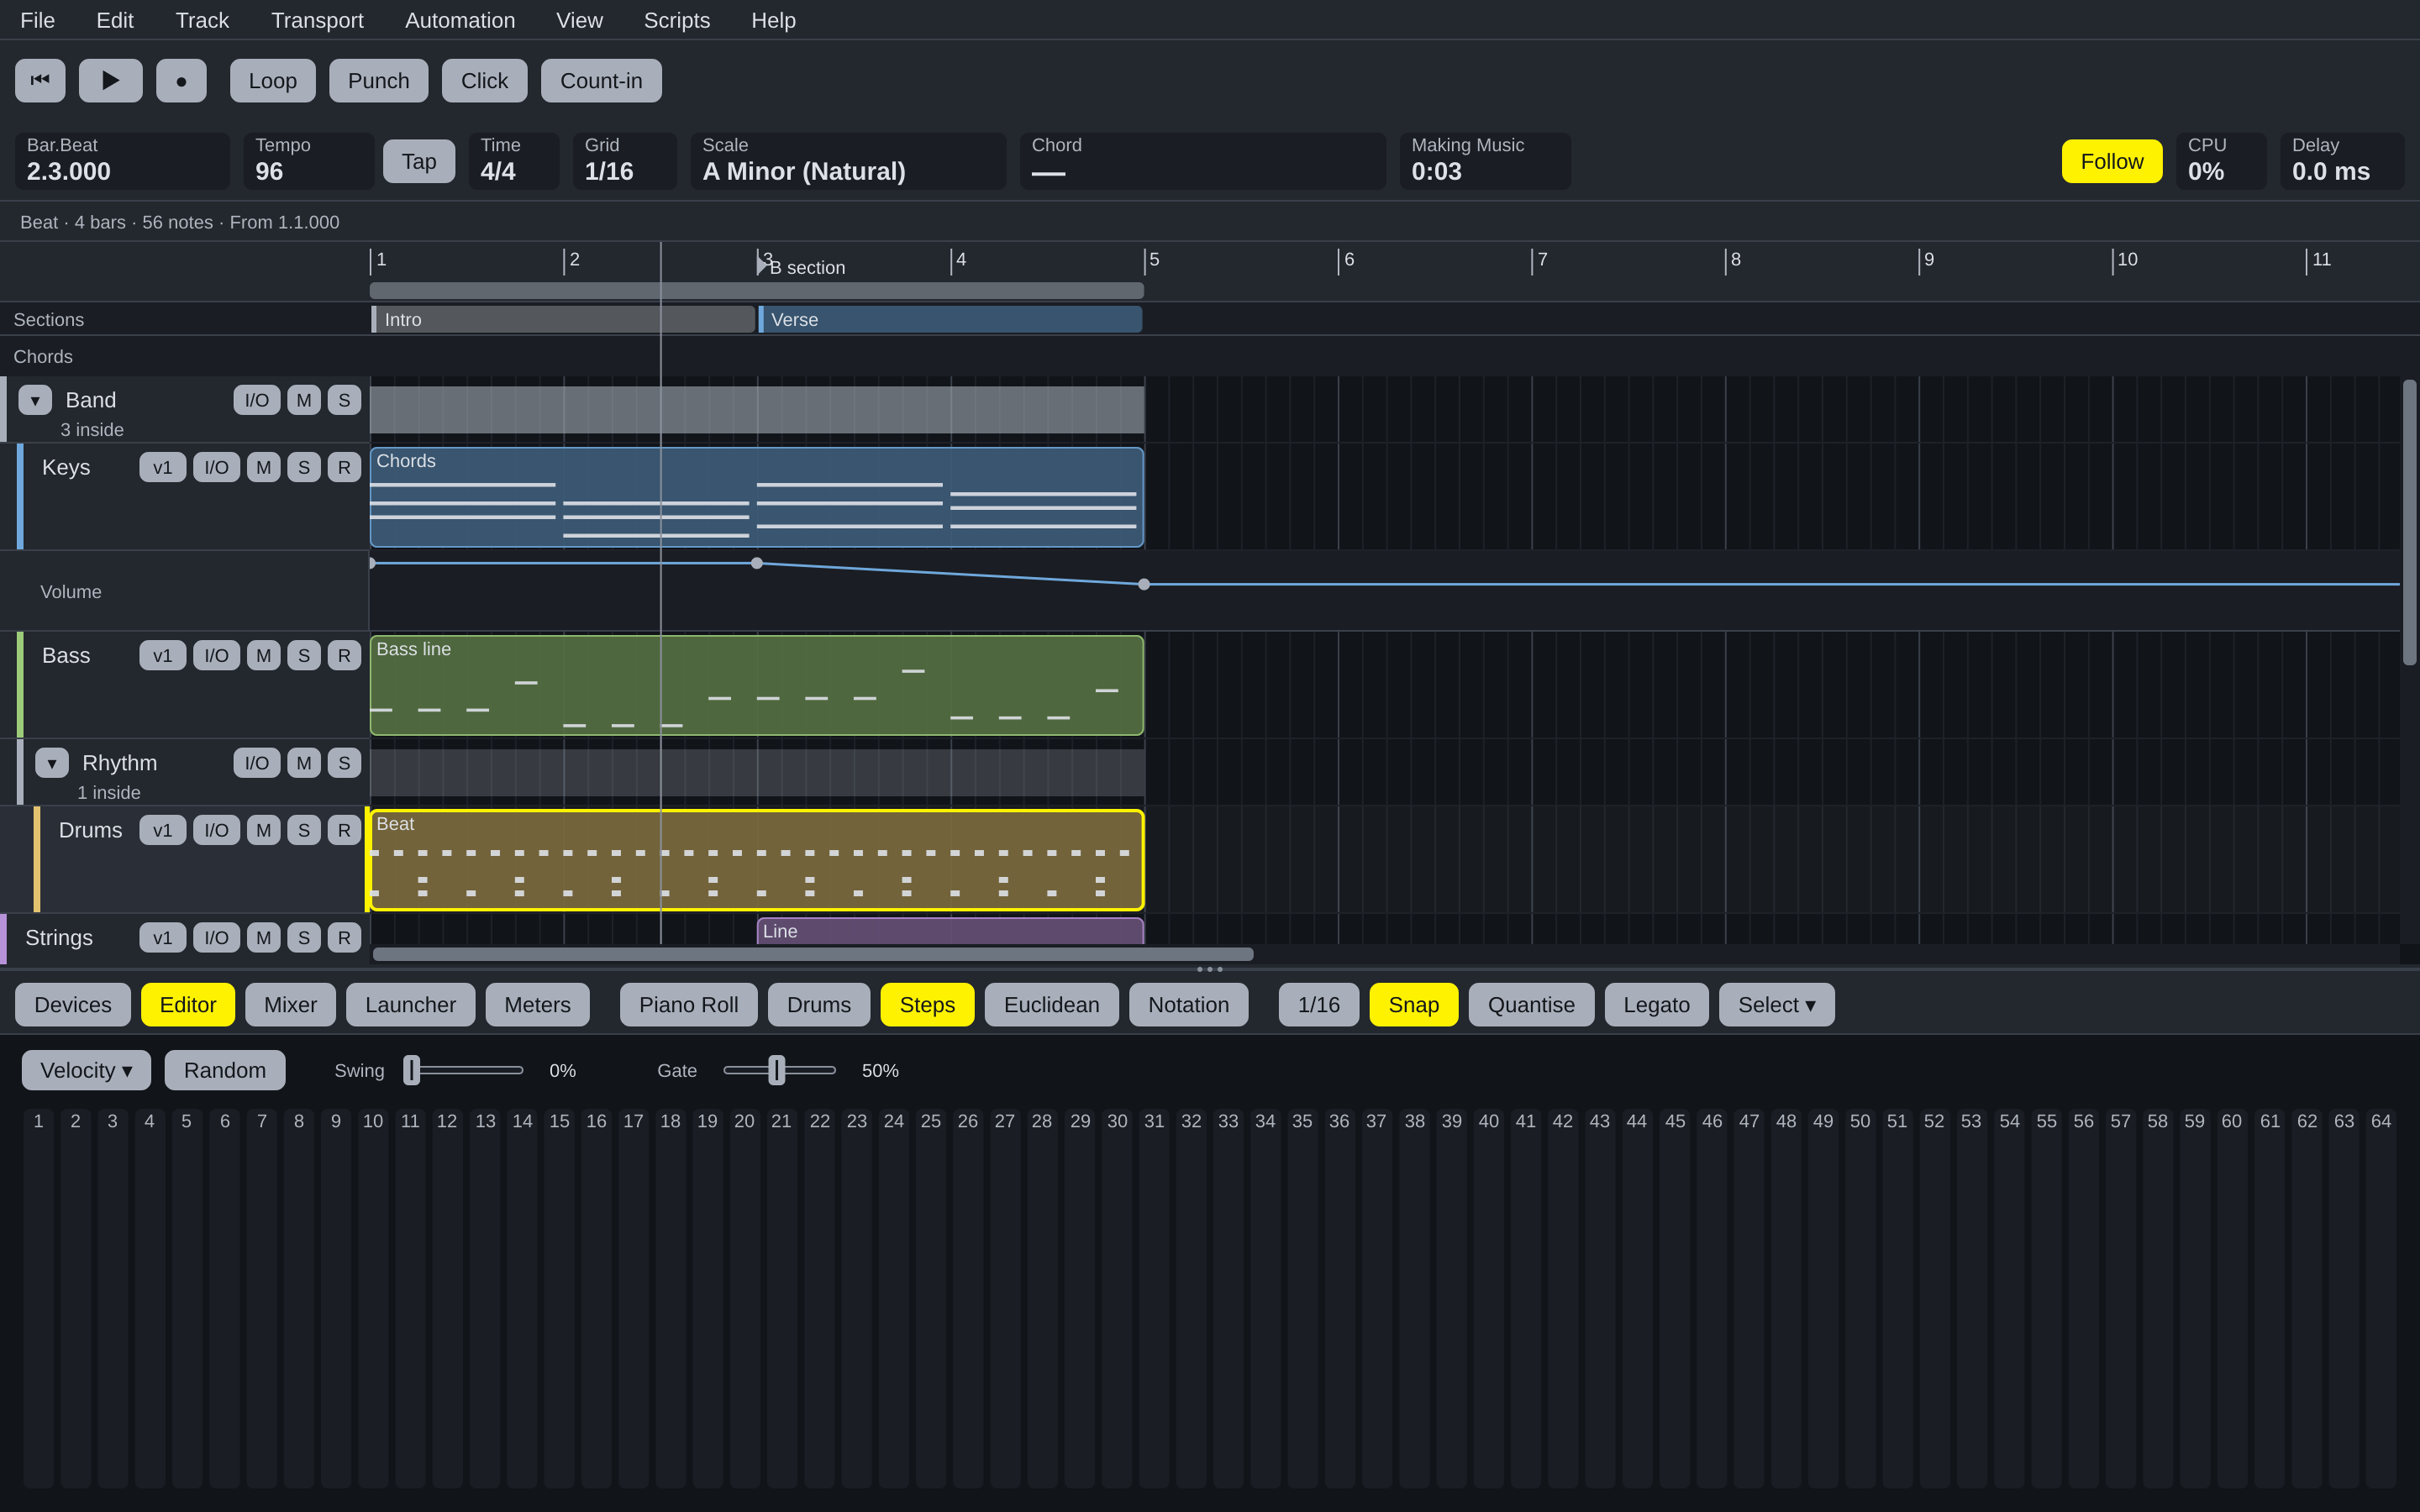 File Edit Track Transport Automation View Scripts Help
Loop Punch Click Count-in
Bar.Beat Tempo Time Grid Scale Chord Making Music CPU Delay
2.3.000 96 Tap 4/4 1/16 A Minor (Natural) — 0:03 Follow 0% 0.0 ms
Beat · 4 bars · 56 notes · From 1.1.000
1 2 3 4 5 6 7 8 9 10 11
B section
Sections Intro Verse
Chords
Band I/O M S
3 inside
Keys v1 I/O M S R Chords
Volume
Bass v1 I/O M S R Bass line
Rhythm I/O M S
1 inside
Drums v1 I/O M S R Beat
Strings v1 I/O M S R Line
Devices Editor Mixer Launcher Meters Piano Roll Drums Steps Euclidean Notation 1/16 Snap Quantise Legato Select ▾
Velocity ▾ Random Swing 0% Gate 50%
1 2 3 4 5 6 7 8 9 10 11 12 13 14 15 16 17 18 19 20 21 22 23 24 25 26 27 28 29 30 31 32 33 34 35 36 37 38 39 40 41 42 43 44 45 46 47 48 49 50 51 52 53 54 55 56 57 58 59 60 61 62 63 64